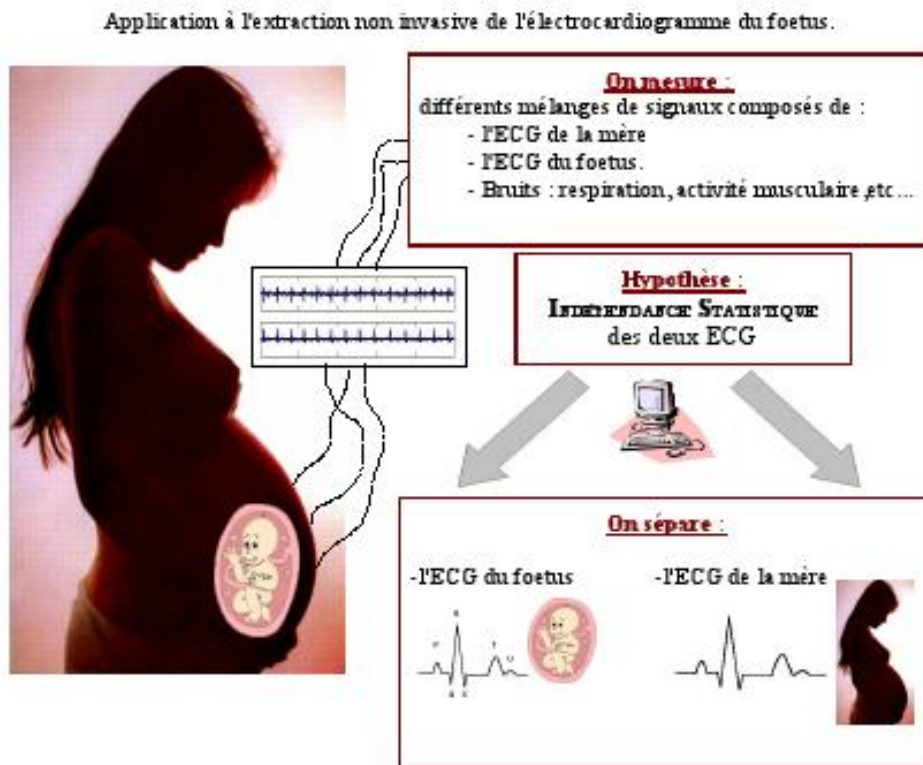 Application à l'extraction non invasive de l'électrocardiogramme du foetus.
On mesure :
différents mélanges de signaux composés de :
- l'ECG de la mère
- l'ECG du foetus.
- Bruits : respiration, activité musculaire ,etc...
Hypothèse :
INDÉPENDANCE STATISTIQUE
des deux ECG
On sépare :
-l'ECG du foetus
-l'ECG de la mère
R
P
T
U